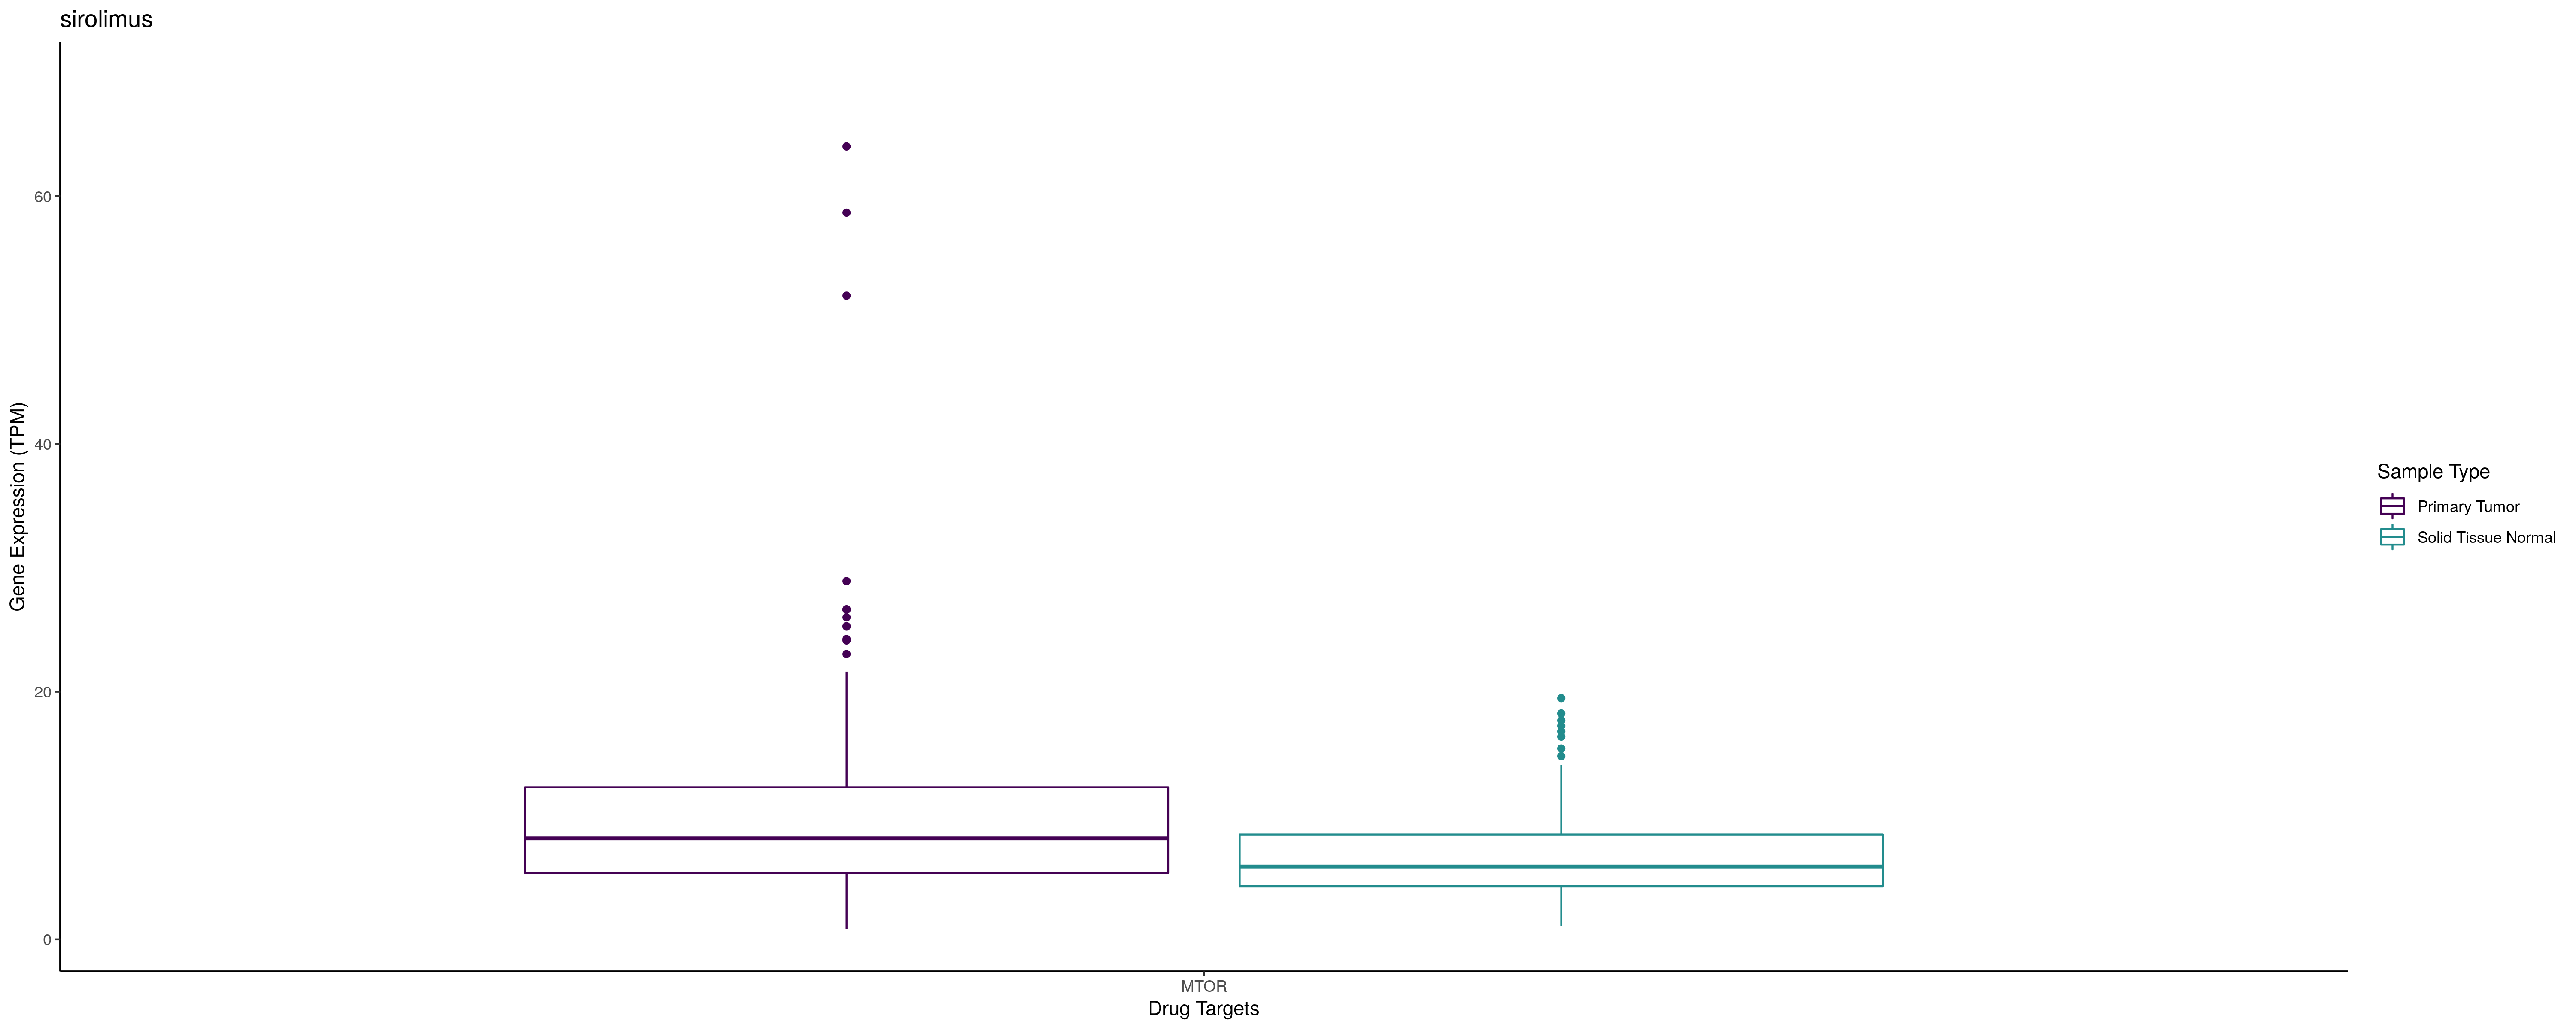 sirolimus
Gene Expression (TPM)
60
40
20
0
MTOR
Drug Targets
Sample Type
Primary Tumor
Solid Tissue Normal